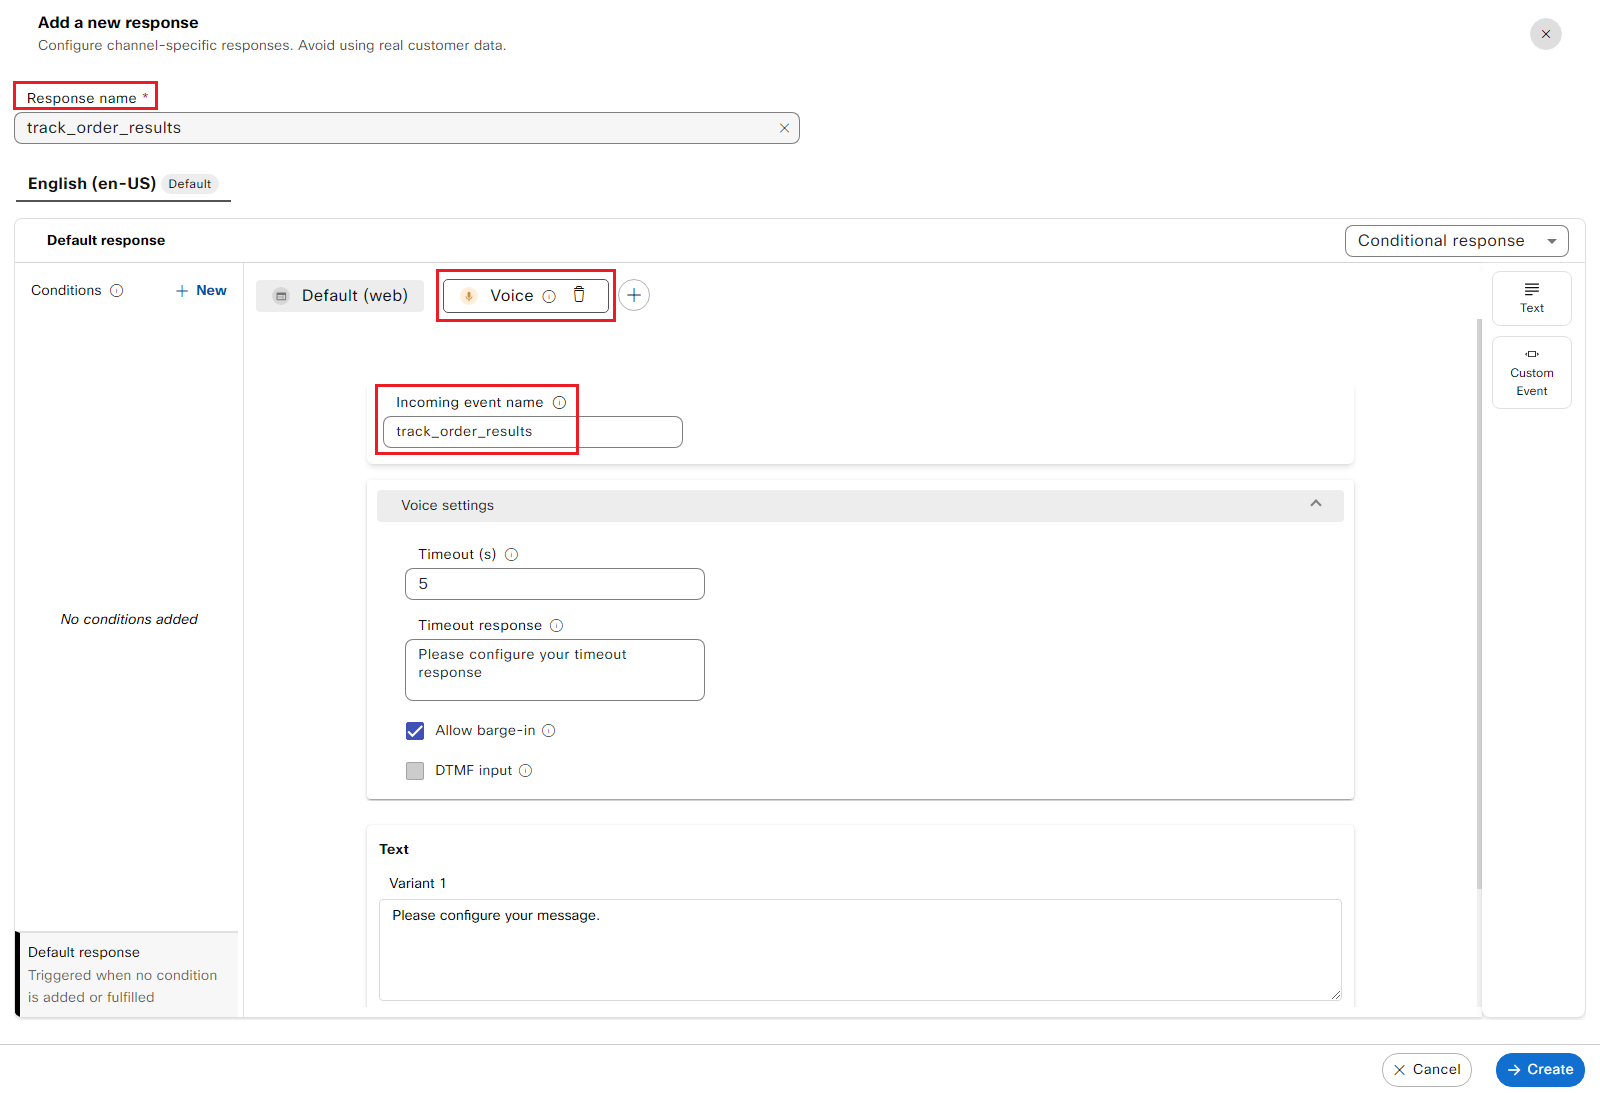 Add a new response
Configure channel-specific responses. Avoid using real customer data.
Response name *
track_order_results
English (en-US) Default
Default response
Conditional response
Conditions
+ New
Default (web)
Voice
Text
Custom
Event
Incoming event name
track_order_results
Voice settings
Timeout (s)
5
Timeout response
Please configure your timeout
response
Allow barge-in
DTMF input
No conditions added
Text
Variant 1
Please configure your message.
Default response
Triggered when no condition
is added or fulfilled
Cancel
Create